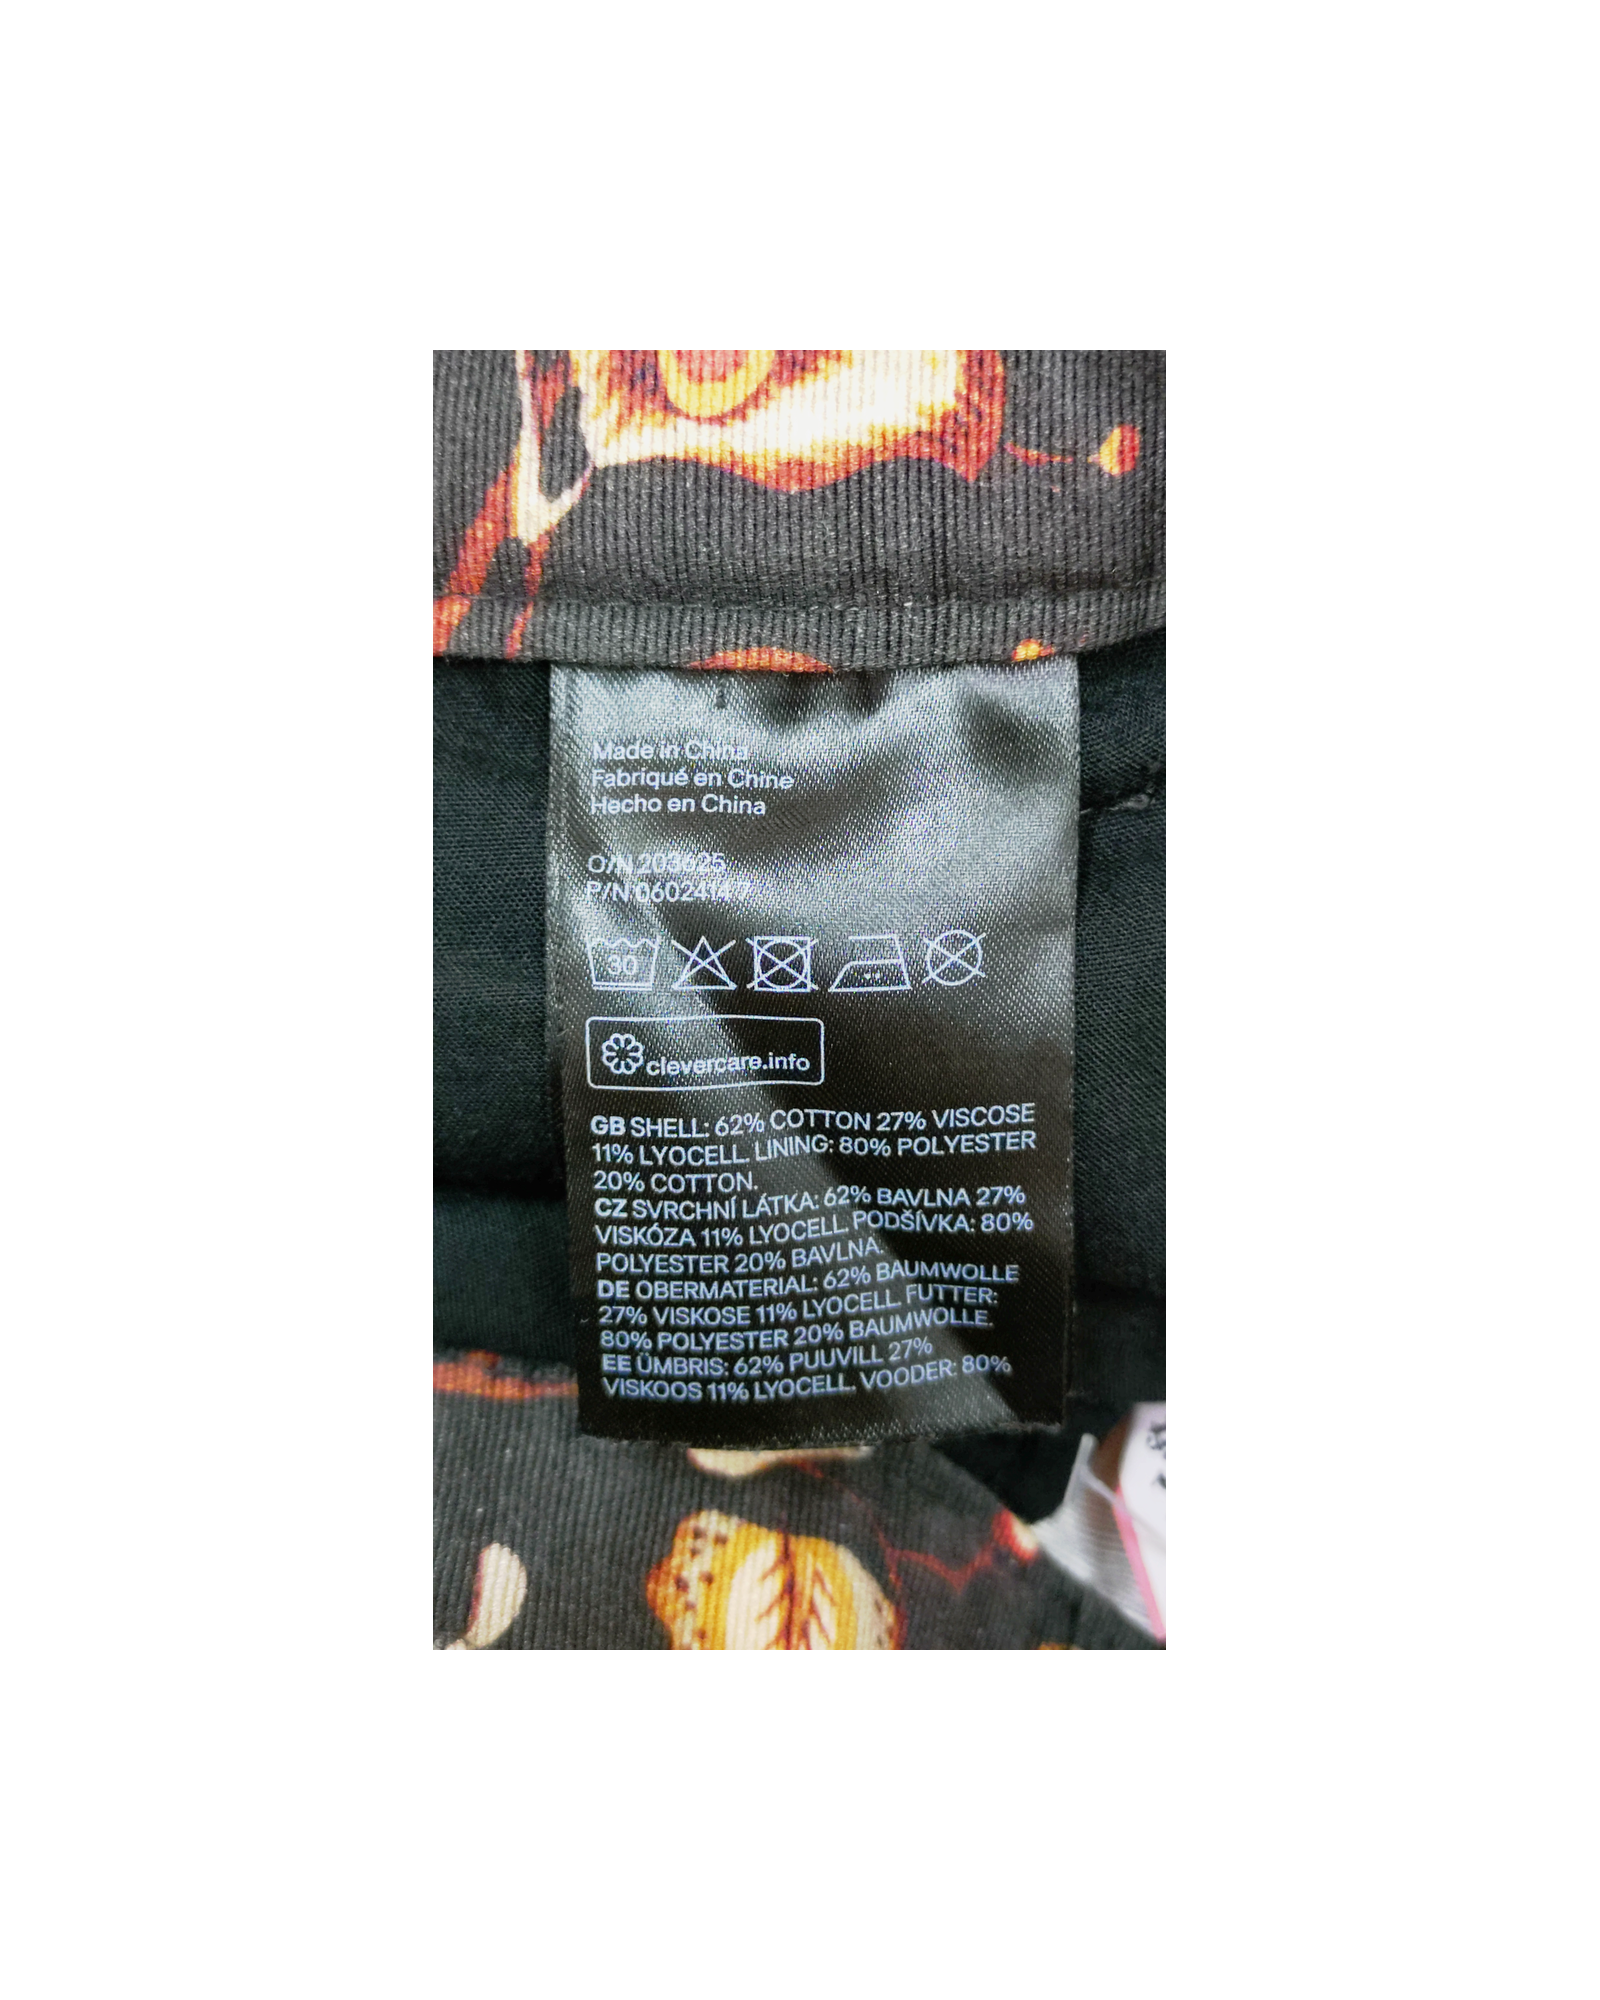 Made in China
Fabriqué en Chine
Hecho en China
O/N 203625
P/N
30
clevercare.info
GB SHELL: 62% COTTON 27% VISCOSE
11% LYOCELL. LINING: 80% POLYESTER
20% COTTON.
CZ SVRCHNÍ LÁTKA: 62% BAVLNA 27%
VISKÓZA 11% LYOCELL. PODŠÍVKA: 80%
POLYESTER 20% BAVLNA.
DE OBERMATERIAL: 62% BAUMWOLLE
27% VISKOSE 11% LYOCELL. FUTTER:
80% POLYESTER 20% BAUMWOLLE.
EE ÜMBRIS: 62% PUUVILL 27%
VISKOOS 11% LYOCELL. VOODER: 80%